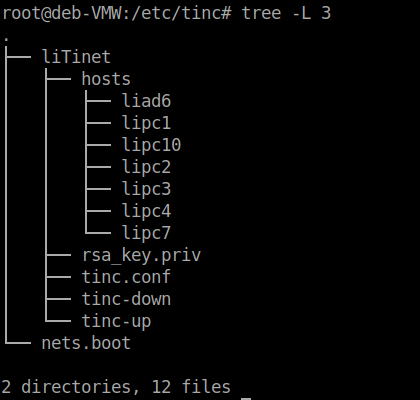 root@deb-VMW:/etc/tinc# tree -L 3
.
├── liTinet
│   ├── hosts
│   │   ├── liad6
│   │   ├── lipc1
│   │   ├── lipc10
│   │   ├── lipc2
│   │   ├── lipc3
│   │   ├── lipc4
│   │   └── lipc7
│   ├── rsa_key.priv
│   ├── tinc.conf
│   ├── tinc-down
│   └── tinc-up
└── nets.boot
2 directories, 12 files